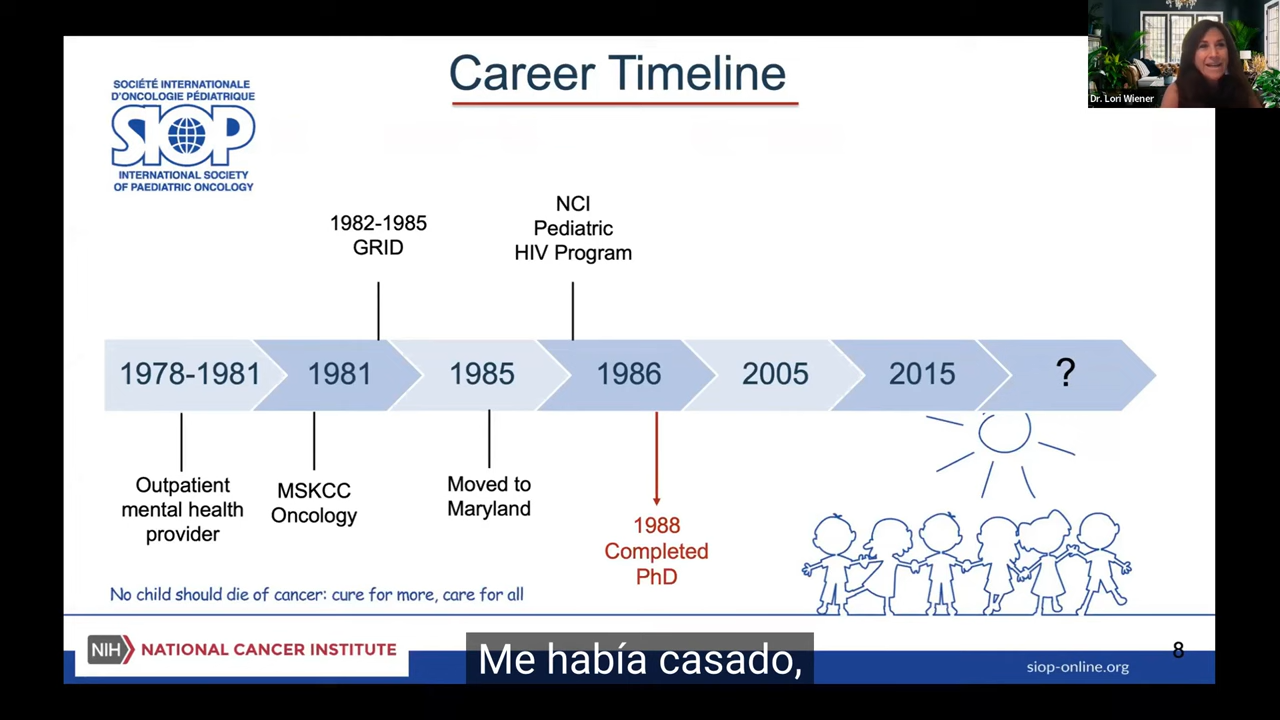 Career Timeline
Dr. Lori Wiener
SOCIÉTÉ INTERNATIONALE
D'ONCOLOGIE PÉDIATRIQUE
SIOP
INTERNATIONAL SOCIETY
OF PAEDIATRIC ONCOLOGY
1982-1985
GRID
NCI
Pediatric
HIV Program
1978-1981
1981
1985
1986
2005
2015
?
Outpatient
mental health
provider
MSKCC
Oncology
Moved to
Maryland
1988
Completed
PhD
No child should die of cancer: cure for more, care for all
NIH NATIONAL CANCER INSTITUTE
Me había casado,
8
siop-online.org